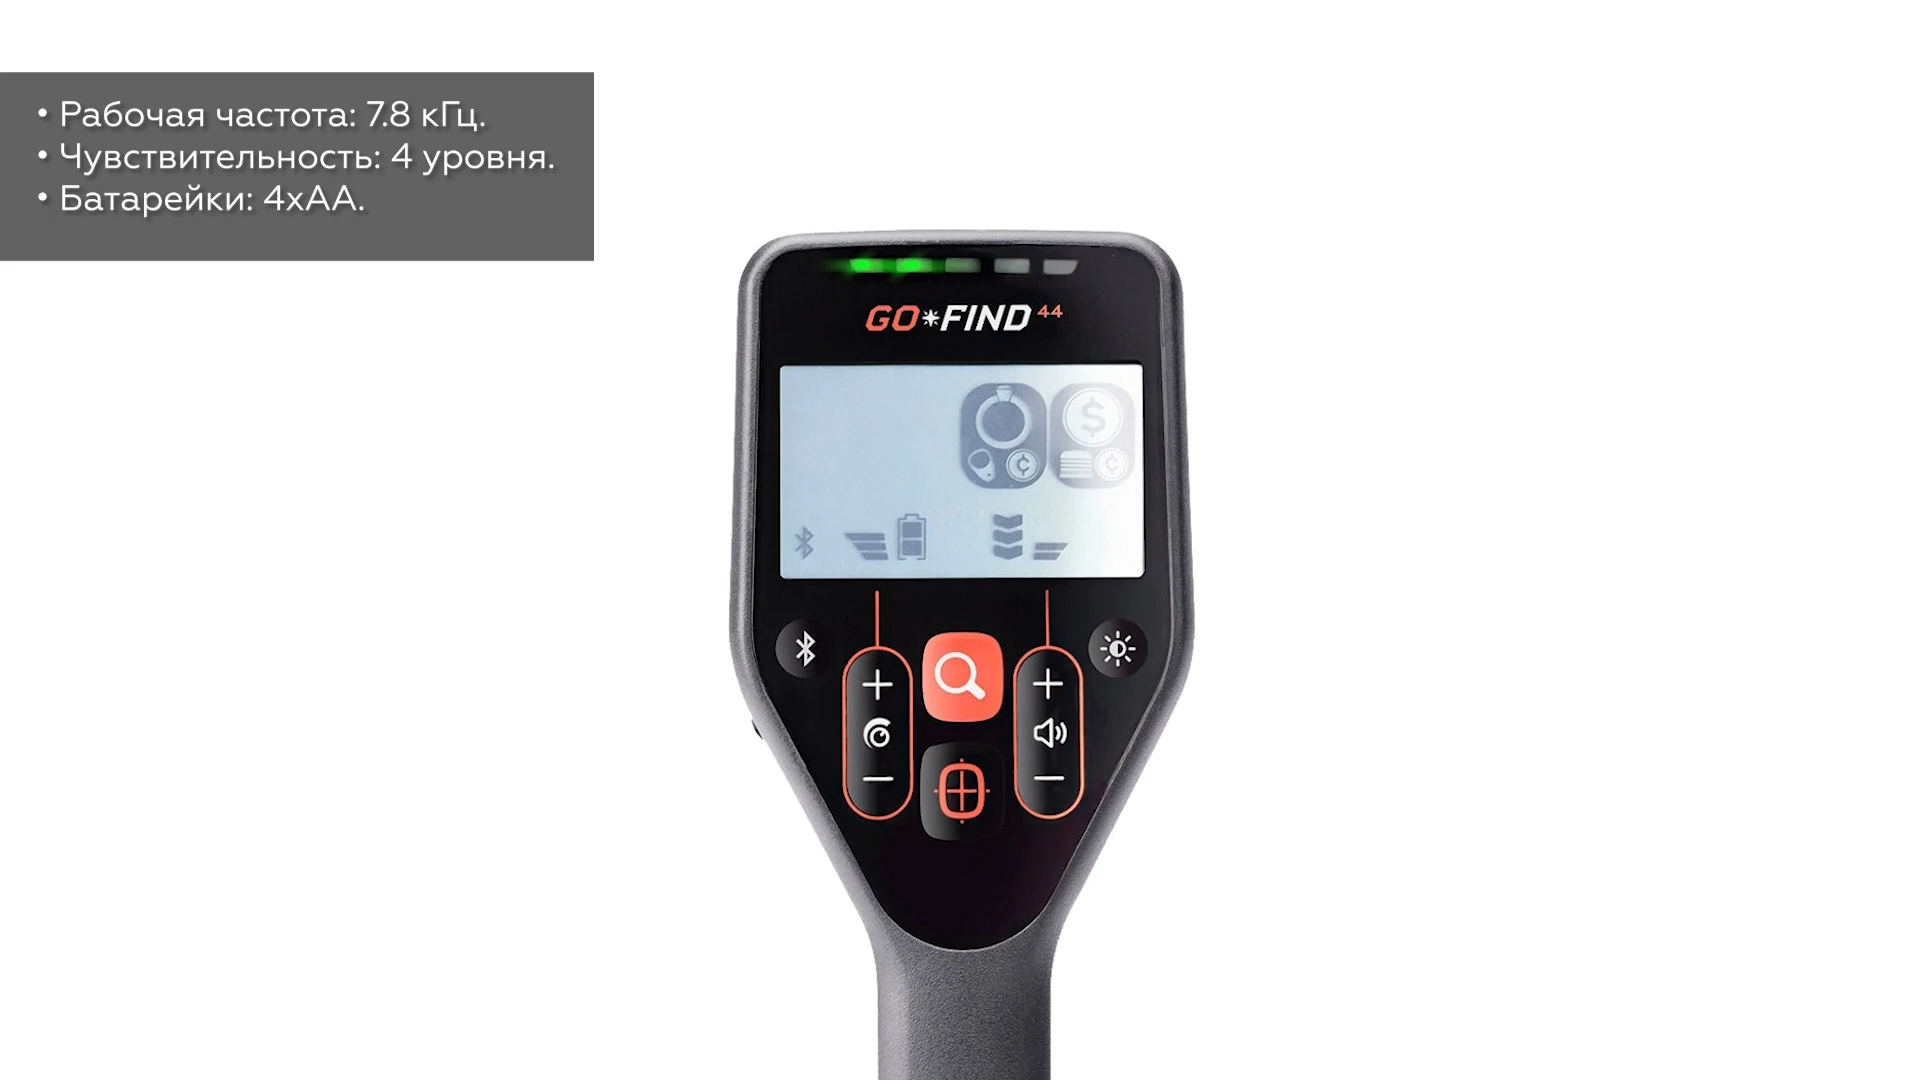 • Рабочая частота: 7.8 кГц.
• Чувствительность: 4 уровня.
• Батарейки: 4хАА.
GO FIND 44